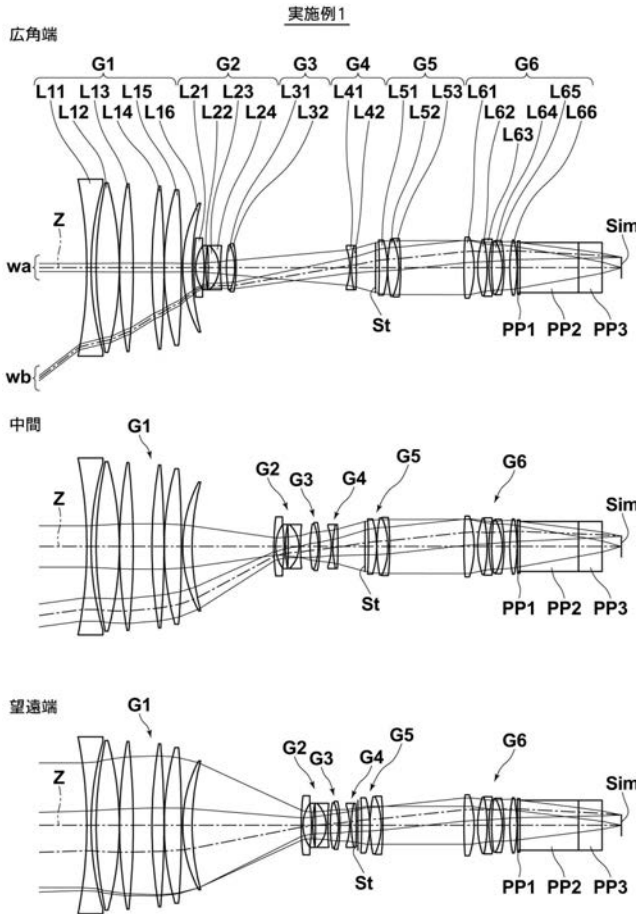 実施例1
広角端
G1 G2 G3 G4 G5 G6
L11 L13 L15 L21 L23 L31 L41 L51 L53 L61 L65
L12 L14 L16 L22 L24 L32 L42 L52 L62 L64 L66
L63
Z
Sim
wa
wb
St
PP1 PP2 PP3
中間
G1
G2 G3 G4 G5
G6
Z
Sim
St
PP1 PP2 PP3
望遠端
G1
G2 G3 G4 G5
G6
Z
Sim
St
PP1 PP2 PP3